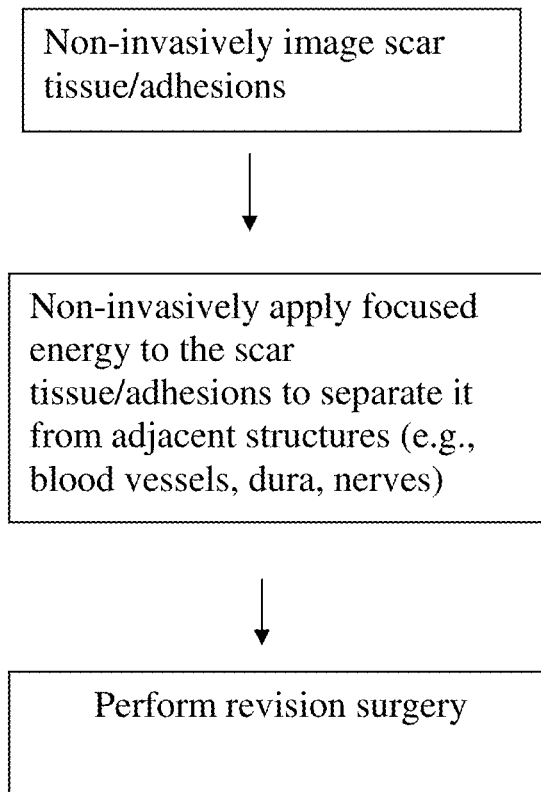 Non-invasively image scar
tissue/adhesions
Non-invasively apply focused
energy to the scar
tissue/adhesions to separate it
from adjacent structures (e.g.,
blood vessels, dura, nerves)
Perform revision surgery